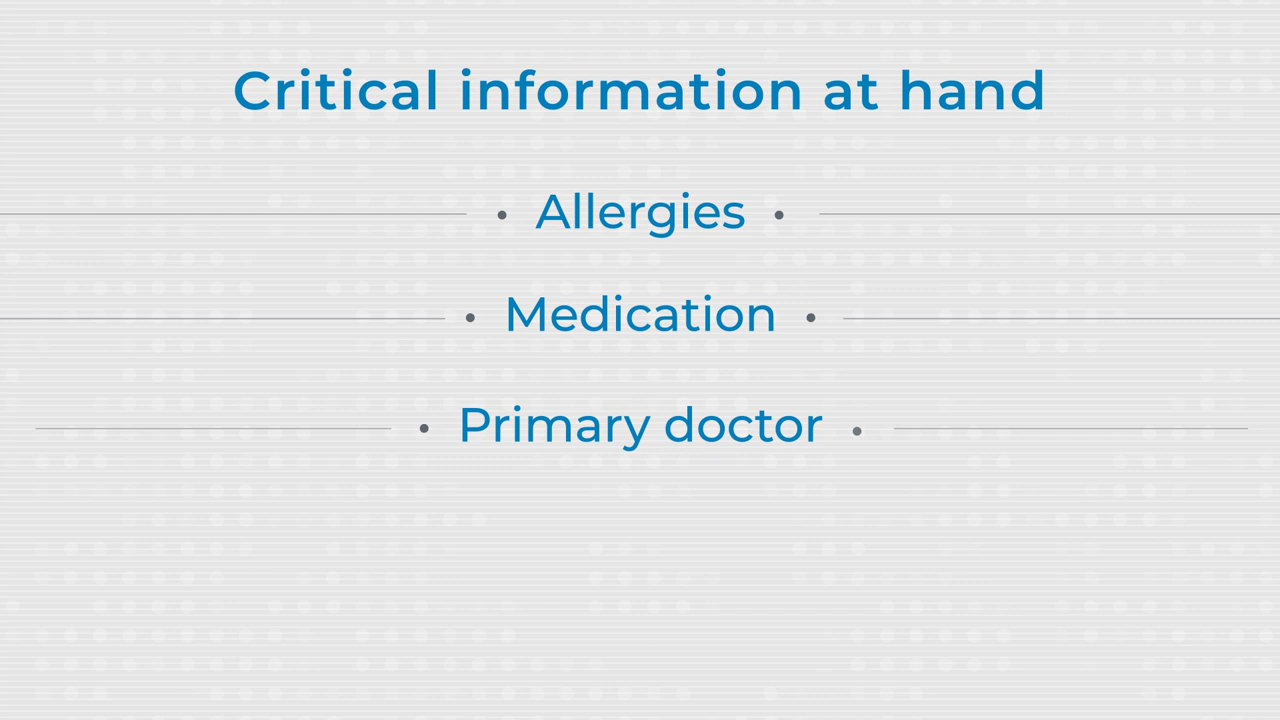 Critical information at hand
Allergies
Medication
Primary doctor